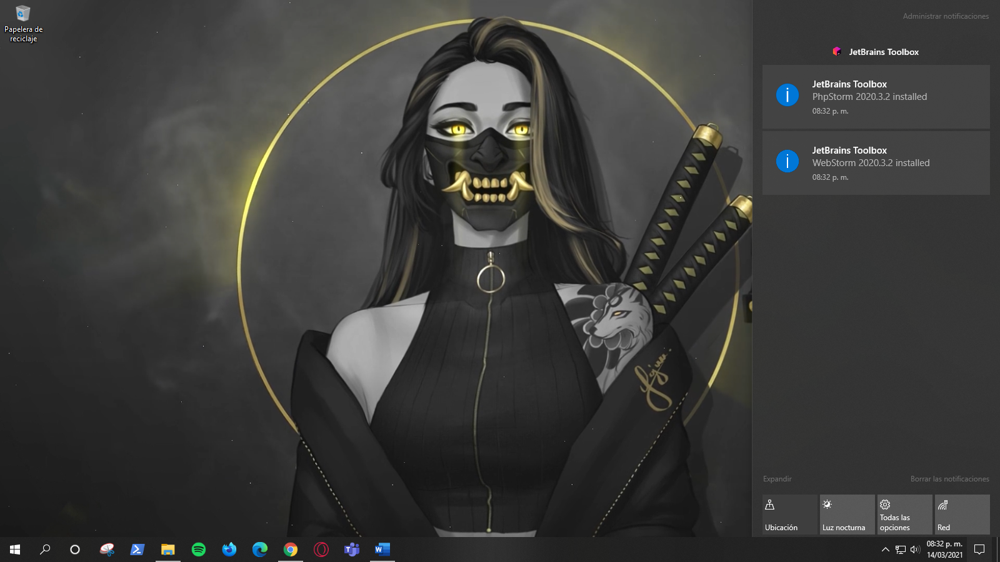 Papelera de
reciclaje
Administrar notificaciones
JetBrains Toolbox
JetBrains Toolbox
PhpStorm 2020.3.2 installed
08:32 p. m.
JetBrains Toolbox
WebStorm 2020.3.2 installed
08:32 p. m.
Expandir
Borrar las notificaciones
Ubicación
Luz nocturna
Todas las
opciones
Red
08:32 p. m.
14/03/2021